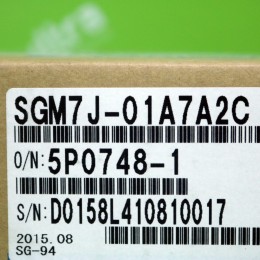 SGM7J-01A7A2C
O/N: 5P0748-1
S/N: D0158L410810017
2015.08
SG-94